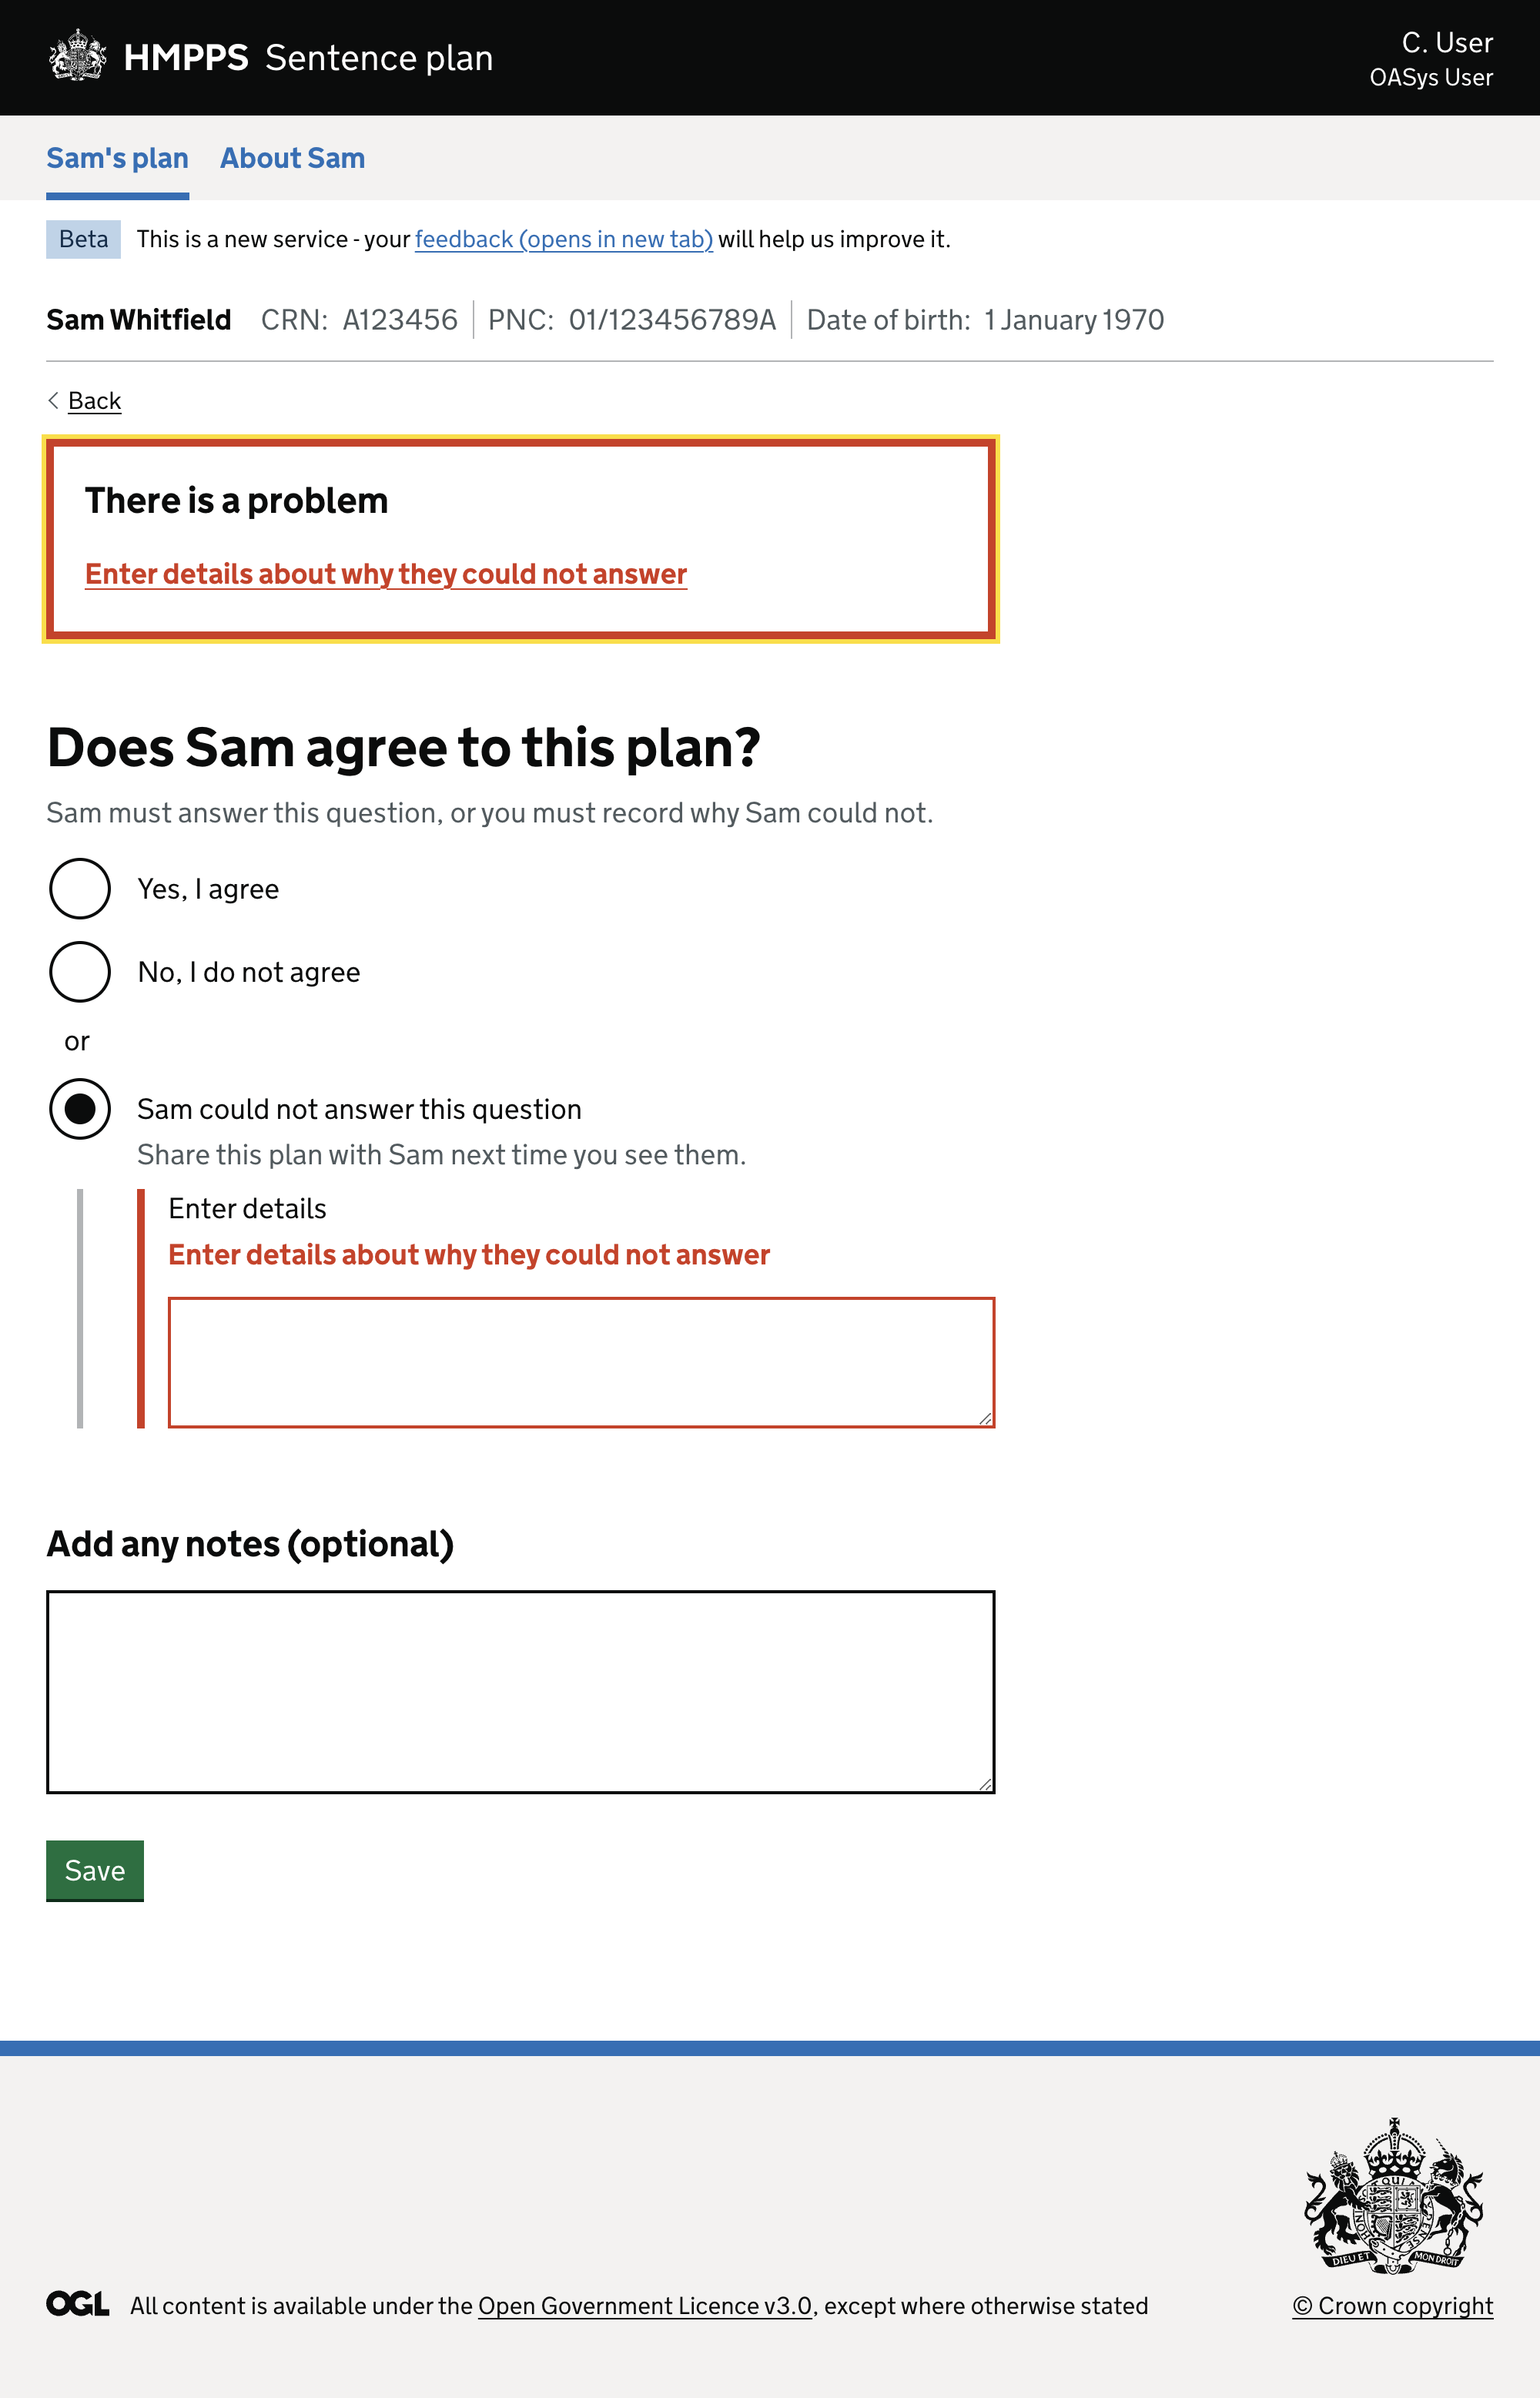 HMPPS Sentence plan
C. User
OASys User
Sam's plan About Sam
Beta This is a new service - your feedback (opens in new tab) will help us improve it.
Sam Whitfield CRN: A123456 PNC: 01/123456789A Date of birth: 1 January 1970
Back
There is a problem
Enter details about why they could not answer
Does Sam agree to this plan?
Sam must answer this question, or you must record why Sam could not.
Yes, I agree
No, I do not agree
or
Sam could not answer this question
Share this plan with Sam next time you see them.
Enter details
Enter details about why they could not answer
Add any notes (optional)
Save
DIEU ET MON DROIT
OGL All content is available under the Open Government Licence v3.0, except where otherwise stated
© Crown copyright